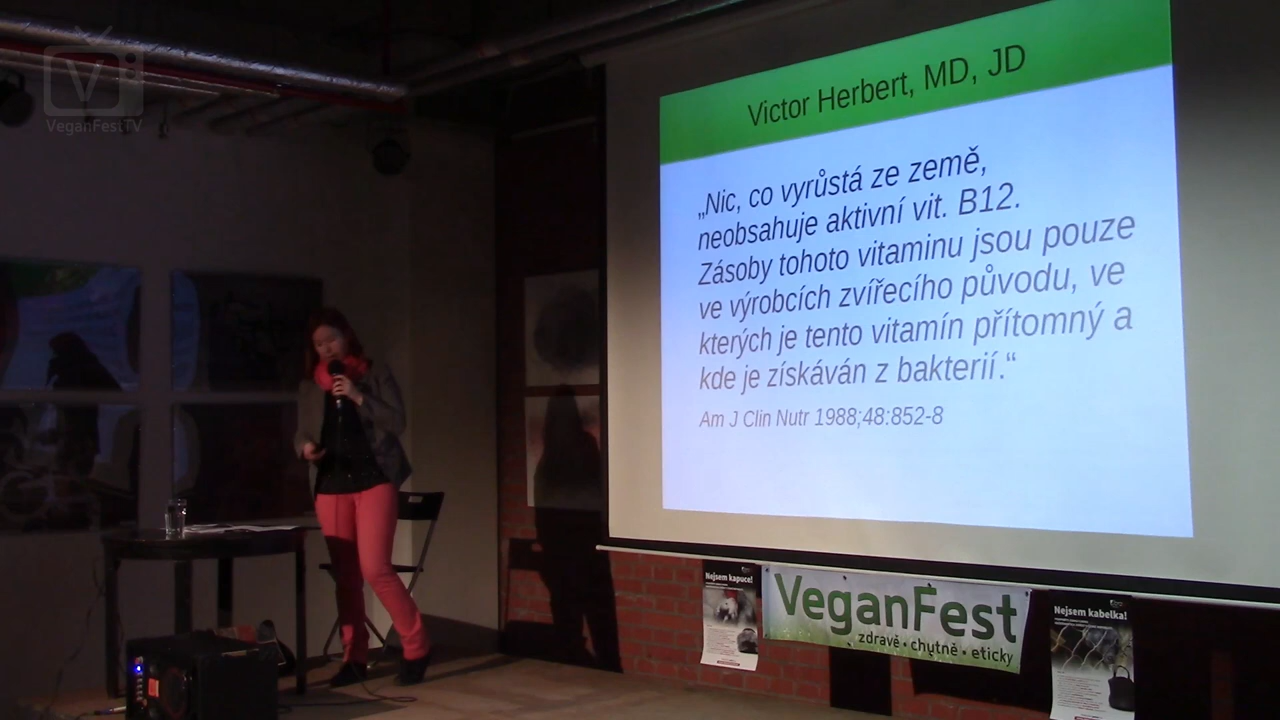 VeganFestTV
Victor Herbert, MD, JD
„Nic, co vyrůstá ze země,
neobsahuje aktivní vit. B12.
Zásoby tohoto vitaminu jsou pouze
ve výrobcích zvířecího původu, ve
kterých je tento vitamín přítomný a
kde je získáván z bakterií.“
Am J Clin Nutr 1988;48:852-8
Nejsem kapuce!
VeganFest
zdravě • chutně • eticky
Nejsem kabelka!